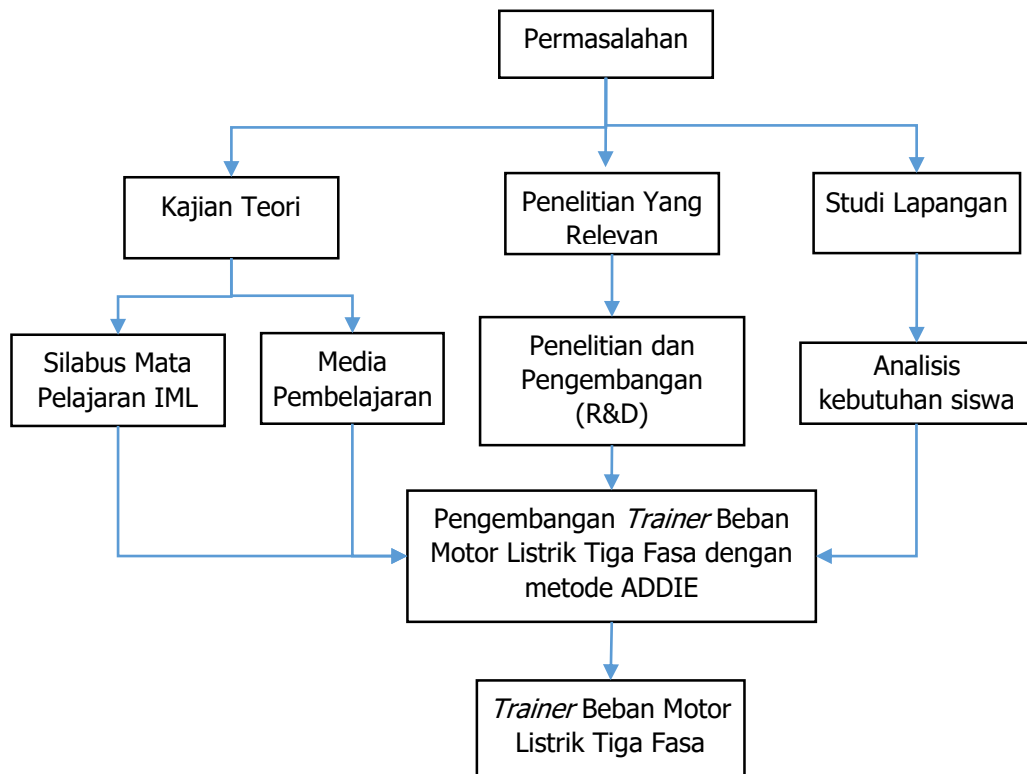 Permasalahan
Kajian Teori
Penelitian Yang
Relevan
Studi Lapangan
Silabus Mata
Pelajaran IML
Media
Pembelajaran
Penelitian dan
Pengembangan
(R&D)
Analisis
kebutuhan siswa
Pengembangan Trainer Beban
Motor Listrik Tiga Fasa dengan
metode ADDIE
Trainer Beban Motor
Listrik Tiga Fasa